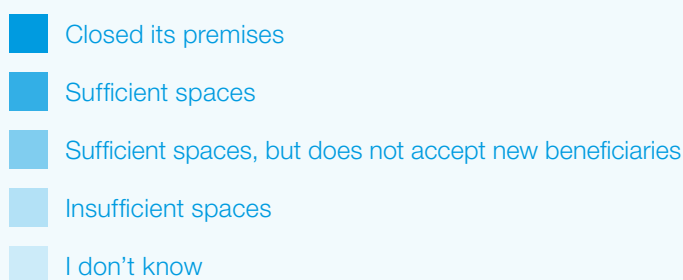 Closed its premises
Sufficient spaces
Sufficient spaces, but does not accept new beneficiaries
Insufficient spaces
I don’t know